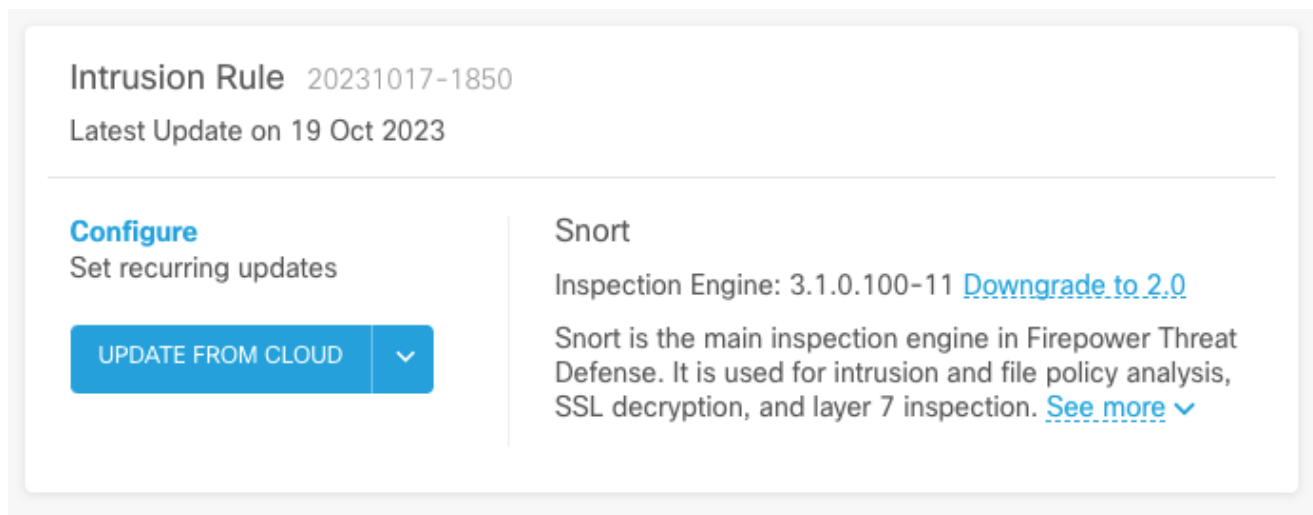 Intrusion Rule 20231017-1850
Latest Update on 19 Oct 2023
Configure
Set recurring updates
UPDATE FROM CLOUD
Snort
Inspection Engine: 3.1.0.100-11 Downgrade to 2.0
Snort is the main inspection engine in Firepower Threat
Defense. It is used for intrusion and file policy analysis,
SSL decryption, and layer 7 inspection. See more